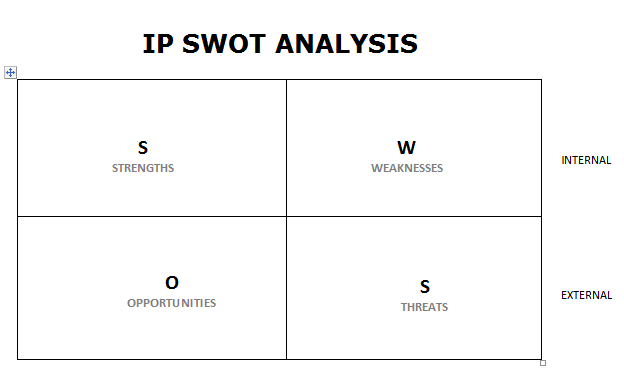 IP SWOT ANALYSIS
S
STRENGTHS
W
WEAKNESSES
INTERNAL
O
OPPORTUNITIES
S
THREATS
EXTERNAL